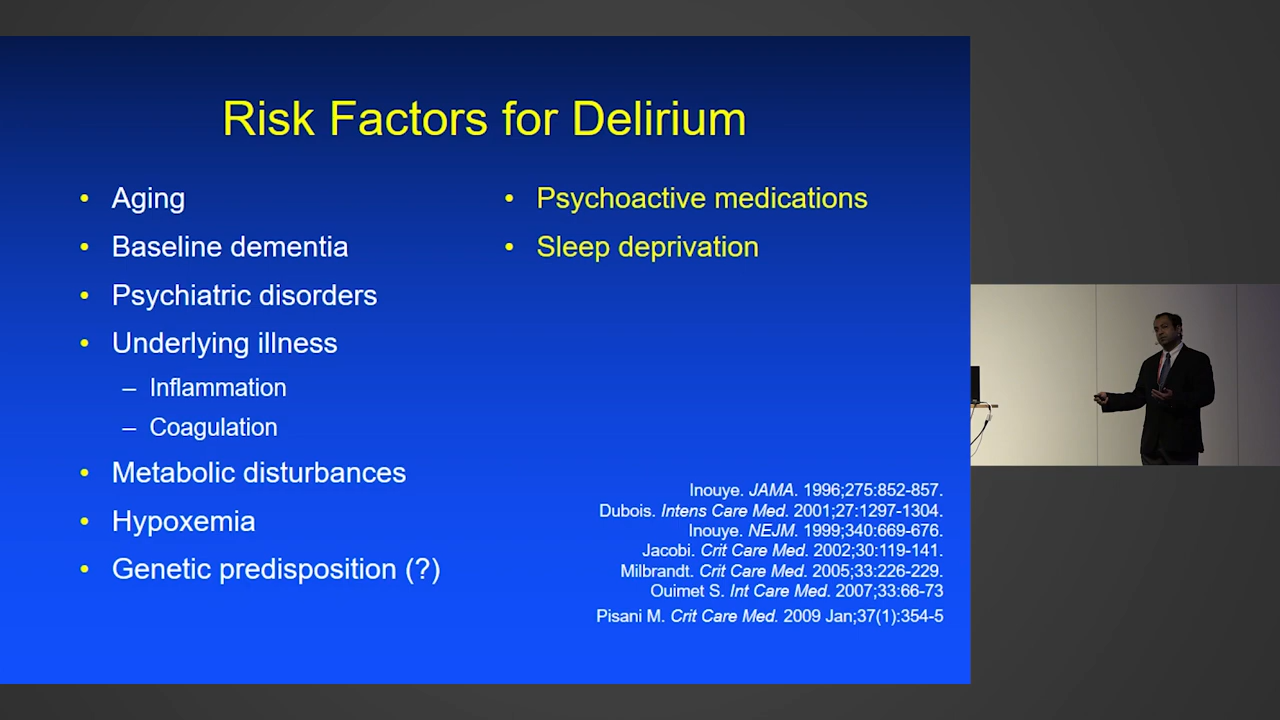 Risk Factors for Delirium
• Aging
• Baseline dementia
• Psychiatric disorders
• Underlying illness
– Inflammation
– Coagulation
• Metabolic disturbances
• Hypoxemia
• Genetic predisposition (?)
• Psychoactive medications
• Sleep deprivation
Inouye. JAMA. 1996;275:852-857.
Dubois. Intens Care Med. 2001;27:1297-1304.
Inouye. NEJM. 1999;340:669-676.
Jacobi. Crit Care Med. 2002;30:119-141.
Milbrandt. Crit Care Med. 2005;33:226-229.
Ouimet S. Int Care Med. 2007;33:66-73
Pisani M. Crit Care Med. 2009 Jan;37(1):354-5